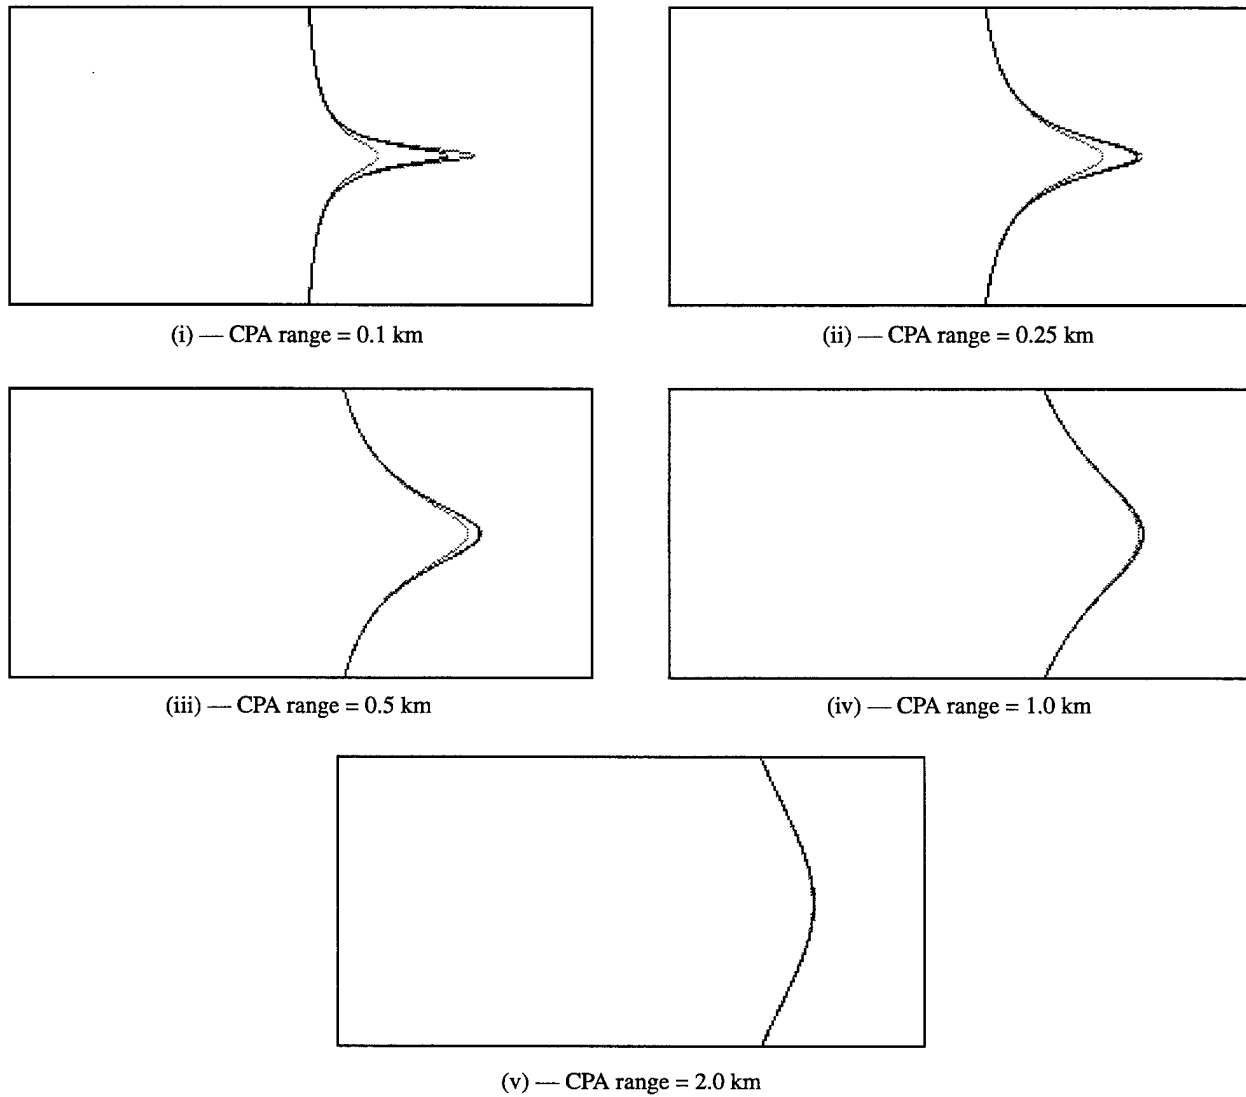 (i) — CPA range = 0.1 km
(ii) — CPA range = 0.25 km
(iii) — CPA range = 0.5 km
(iv) — CPA range = 1.0 km
(v) — CPA range = 2.0 km